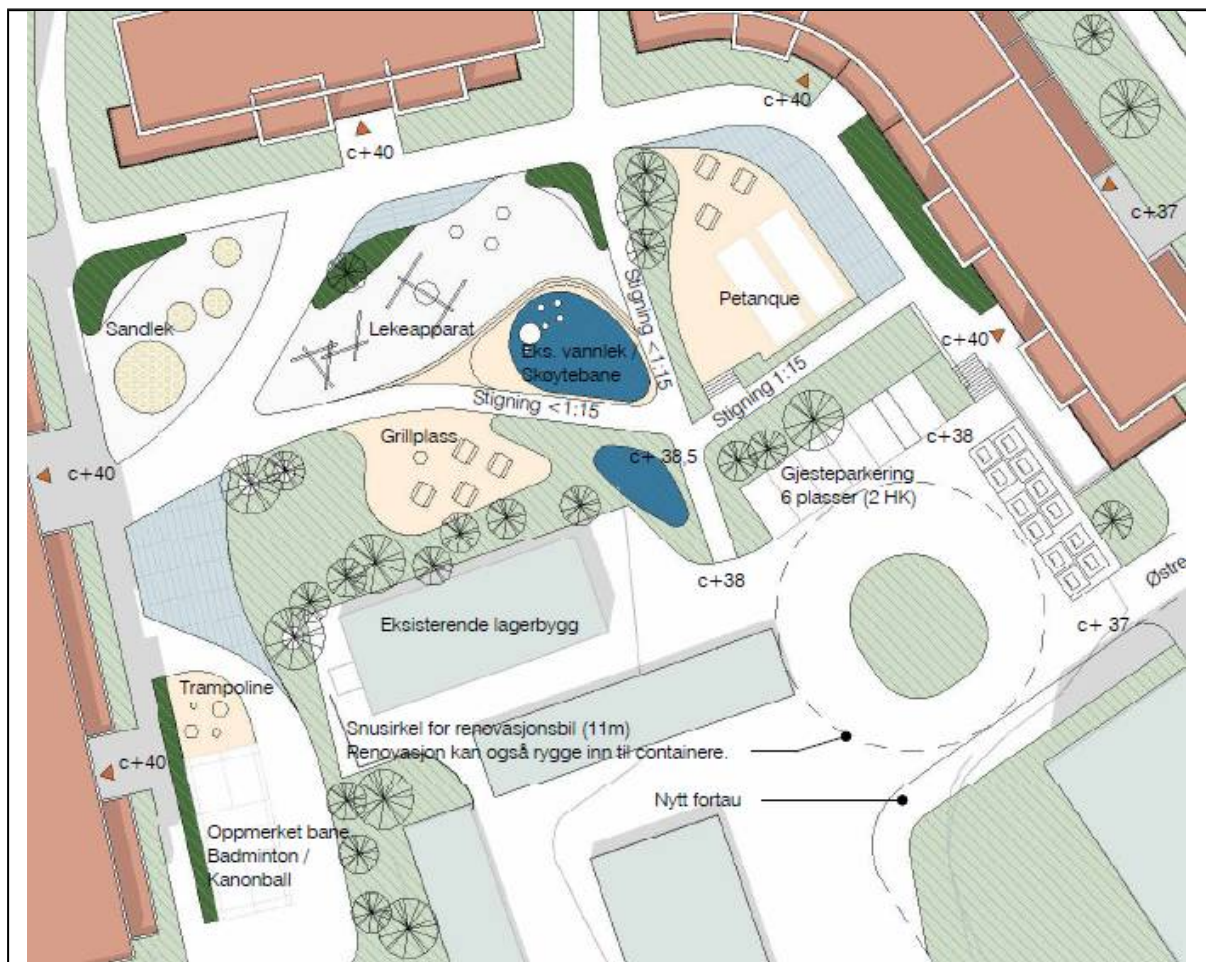 c+40
c+40
c+37
Sandlek
Lekeapparat
Petanque
Stigning <1:15
Eks. vannlek /
Skøytebane
c+40
Stigning <1:15
Stigning 1:15
Grillplass
c+38
c+ 38,5
c+40
Gjesteparkering
6 plasser (2 HK)
Østre
c+38
Eksisterende lagerbygg
c+ 37
Trampoline
Snusirkel for renovasjonsbil (11m)
Renovasjon kan også rygge inn til containere.
c+40
Nytt fortau
Oppmerket bane
Badminton /
Kanonball